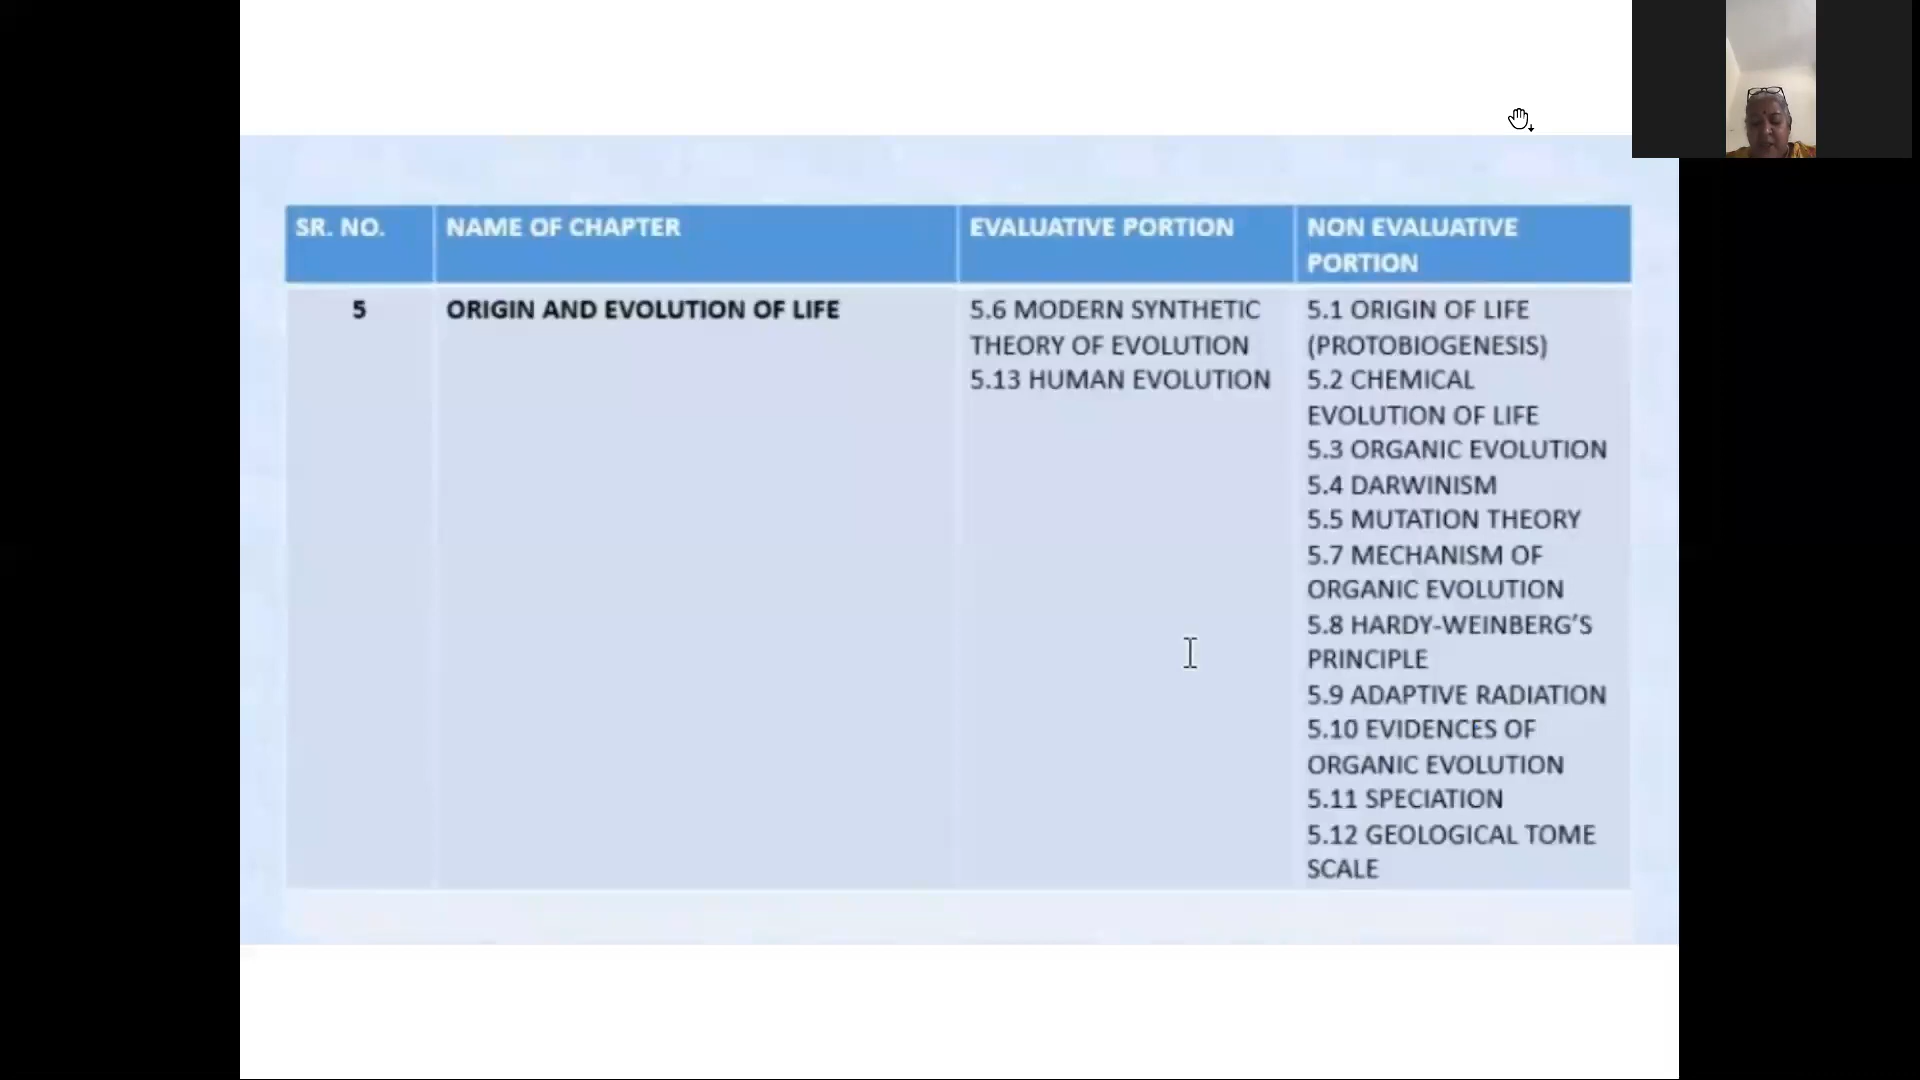 SR. NO.
NAME OF CHAPTER
EVALUATIVE PORTION
NON EVALUATIVE
PORTION
5
ORIGIN AND EVOLUTION OF LIFE
5.6 MODERN SYNTHETIC
THEORY OF EVOLUTION
5.13 HUMAN EVOLUTION
5.1 ORIGIN OF LIFE
(PROTOBIOGENESIS)
5.2 CHEMICAL
EVOLUTION OF LIFE
5.3 ORGANIC EVOLUTION
5.4 DARWINISM
5.5 MUTATION THEORY
5.7 MECHANISM OF
ORGANIC EVOLUTION
5.8 HARDY-WEINBERG’S
PRINCIPLE
5.9 ADAPTIVE RADIATION
5.10 EVIDENCES OF
ORGANIC EVOLUTION
5.11 SPECIATION
5.12 GEOLOGICAL TOME
SCALE